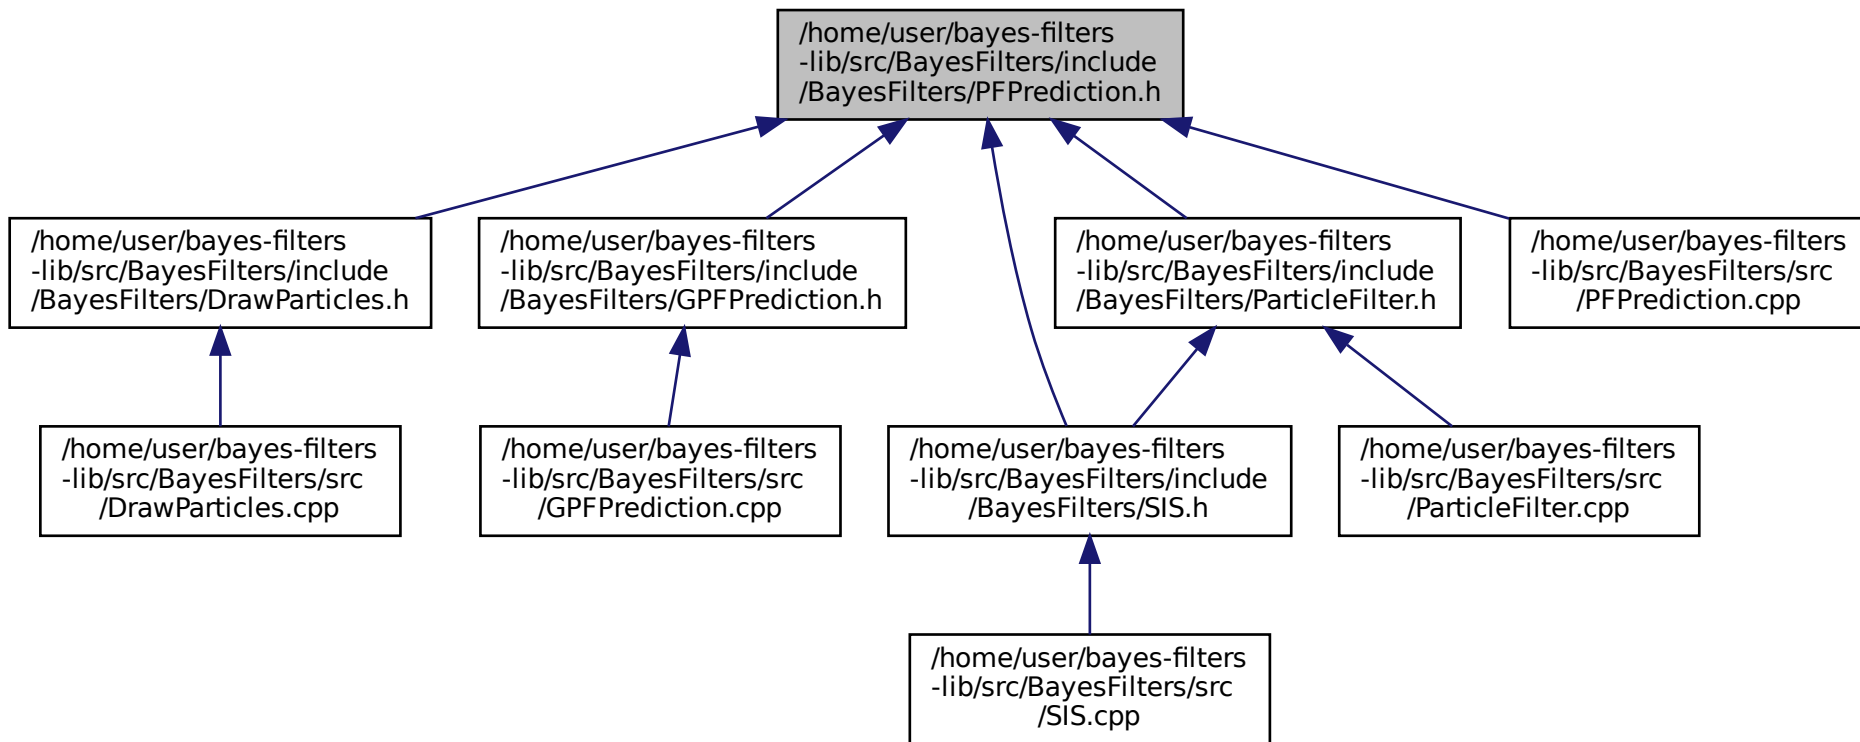 /home/user/bayes-filters
-lib/src/BayesFilters/include
/BayesFilters/PFPrediction.h
/home/user/bayes-filters
-lib/src/BayesFilters/include
/BayesFilters/DrawParticles.h
/home/user/bayes-filters
-lib/src/BayesFilters/include
/BayesFilters/GPFPrediction.h
/home/user/bayes-filters
-lib/src/BayesFilters/include
/BayesFilters/ParticleFilter.h
/home/user/bayes-filters
-lib/src/BayesFilters/src
/PFPrediction.cpp
/home/user/bayes-filters
-lib/src/BayesFilters/src
/DrawParticles.cpp
/home/user/bayes-filters
-lib/src/BayesFilters/src
/GPFPrediction.cpp
/home/user/bayes-filters
-lib/src/BayesFilters/include
/BayesFilters/SIS.h
/home/user/bayes-filters
-lib/src/BayesFilters/src
/ParticleFilter.cpp
/home/user/bayes-filters
-lib/src/BayesFilters/src
/SIS.cpp